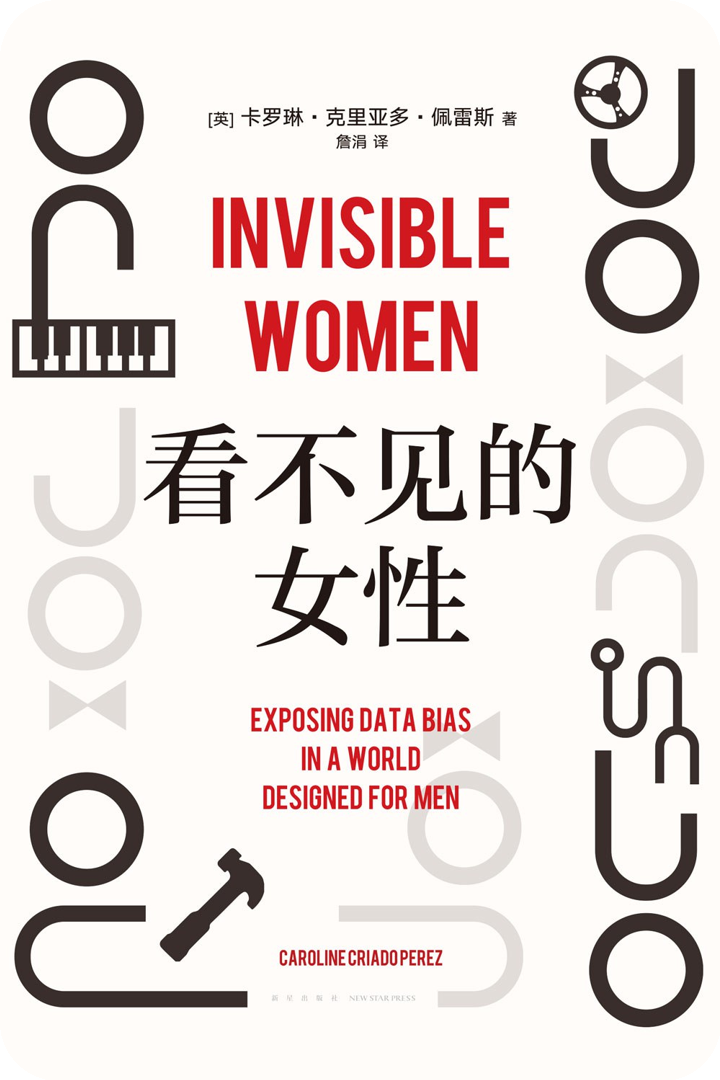 [英] 卡罗琳·克里亚多·佩雷斯 著
詹涓 译
INVISIBLE
WOMEN
看不见的
女性
EXPOSING DATA BIAS
IN A WORLD
DESIGNED FOR MEN
CAROLINE CRIADO PEREZ
新星出版社 NEW STAR PRESS